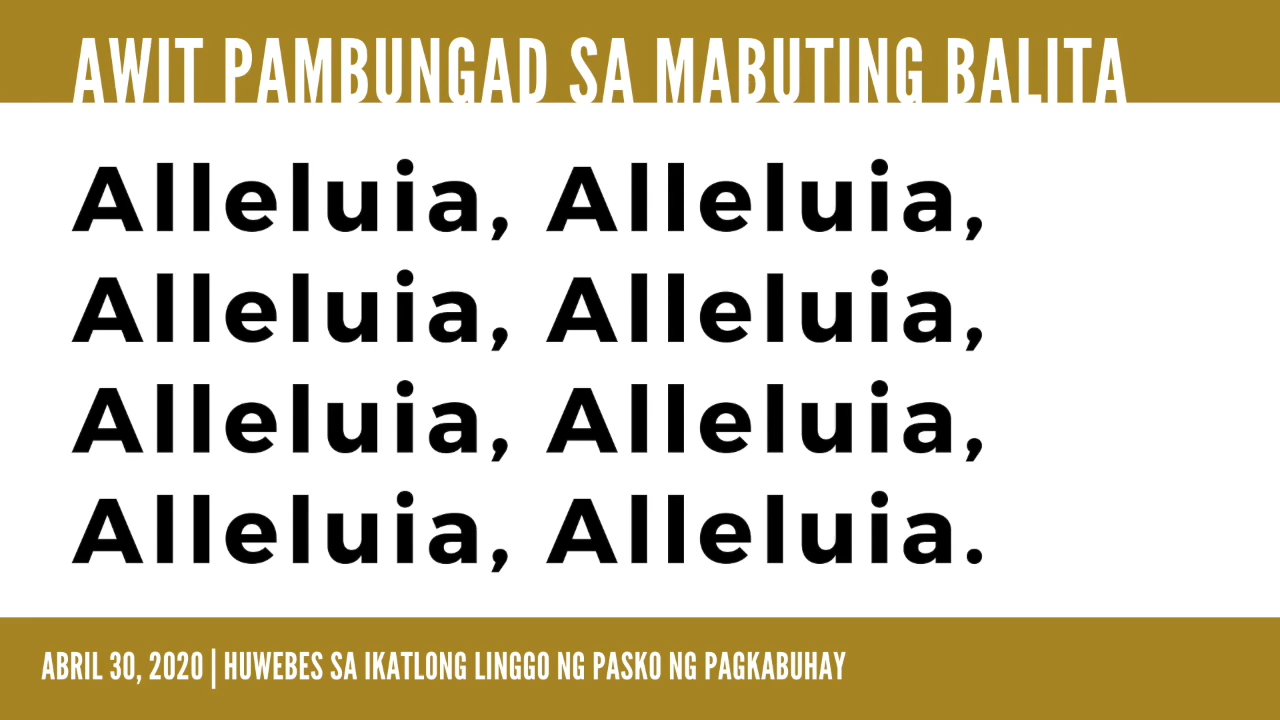 AWIT PAMBUNGAD SA MABUTING BALITA
Alleluia, Alleluia,
Alleluia, Alleluia,
Alleluia, Alleluia,
Alleluia, Alleluia.
ABRIL 30, 2020 | HUWEBES SA IKATLONG LINGGO NG PASKO NG PAGKABUHAY